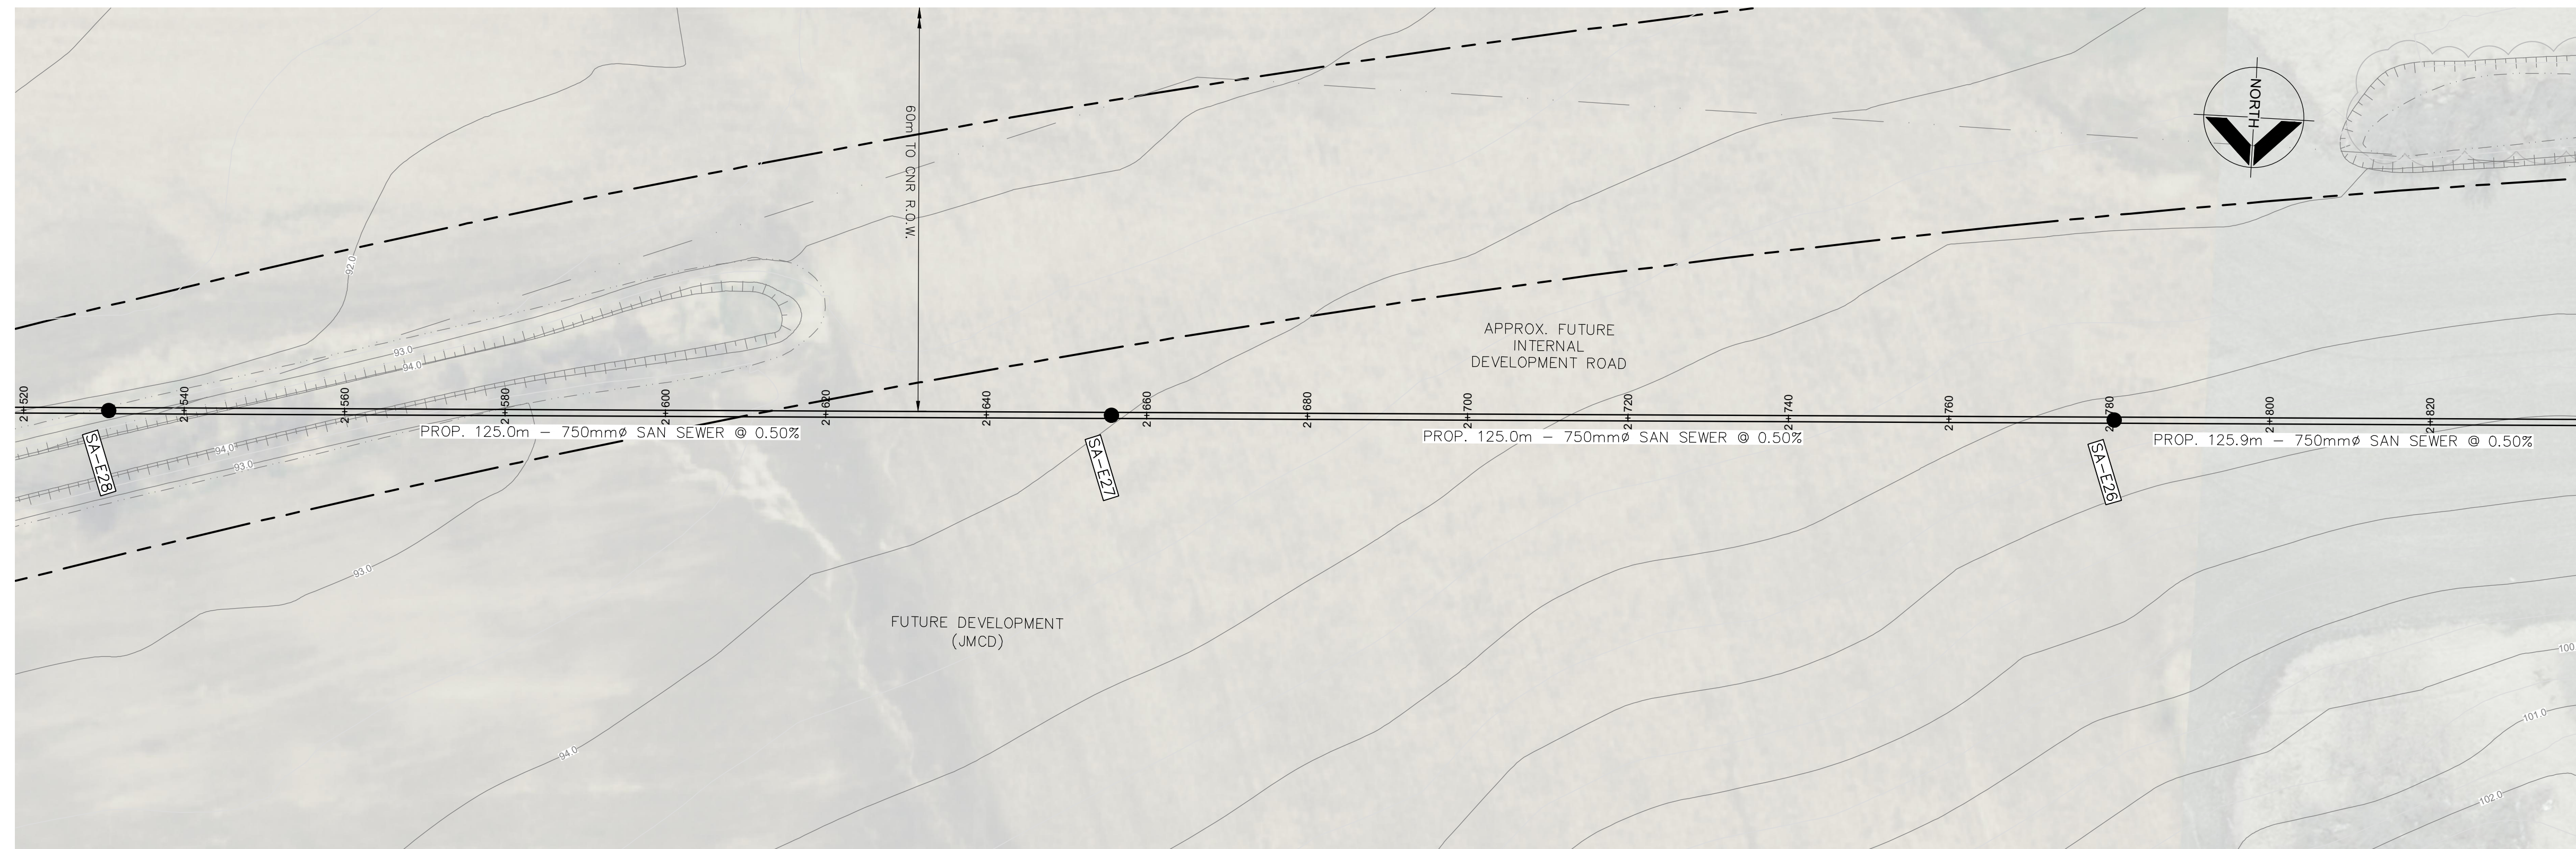 NORTH
60m TO CNR R.O.W.
92.0
APPROX. FUTURE
INTERNAL
DEVELOPMENT ROAD
93.0
94.0
2+520
2+540
2+560
2+580
2+600
2+620
2+640
2+660
2+680
2+700
2+720
2+740
2+760
2+780
2+800
2+820
PROP. 125.0m – 750mmø SAN SEWER @ 0.50%
PROP. 125.0m – 750mmø SAN SEWER @ 0.50%
PROP. 125.9m – 750mmø SAN SEWER @ 0.50%
SA-E28
SA-E27
SA-E26
94.0
93.0
93.0
FUTURE DEVELOPMENT
(JMCD)
94.0
100
101.0
102.0